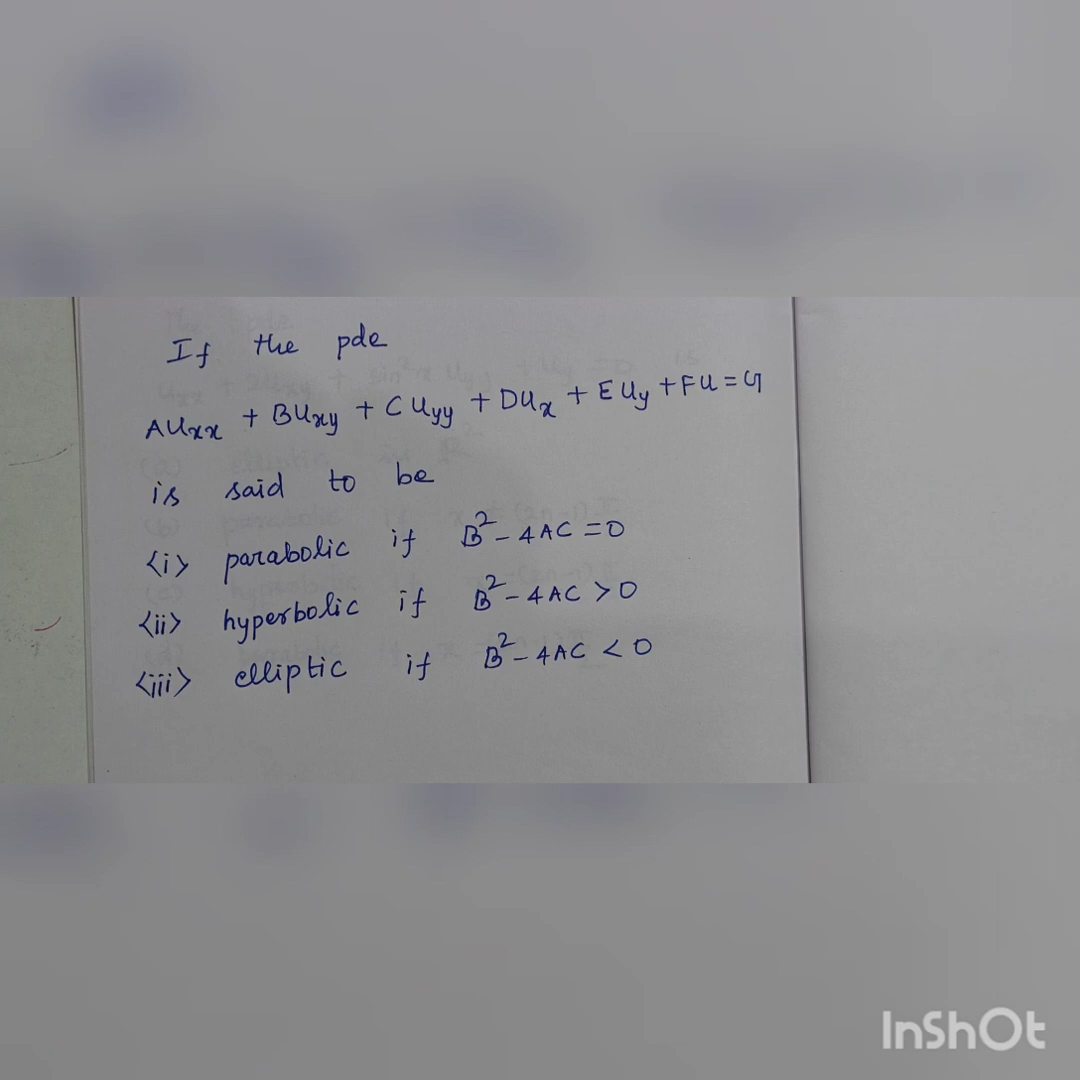 If the pde
AUxx + BUxy + CUyy + DUx + EUy + FU = G
is said to be
<i> parabolic if B² - 4AC = 0
<ii> hyperbolic if B² - 4AC > 0
<iii> elliptic if B² - 4AC < 0
InShOt